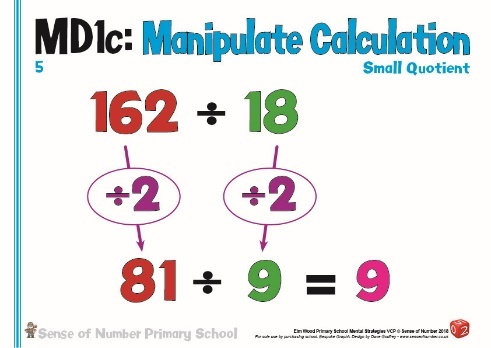 MD1c: Manipulate Calculation
5
Small Quotient
162 ÷ 18
÷2 ÷2
81 ÷ 9 = 9
Sense of Number Primary School
Elm Wood Primary School Mental Strategies VCP © Sense of Number 2018
For sole use by purchasing school. Bespoke Graphic Design by Dave Godfrey - www.senseofnumber.co.uk